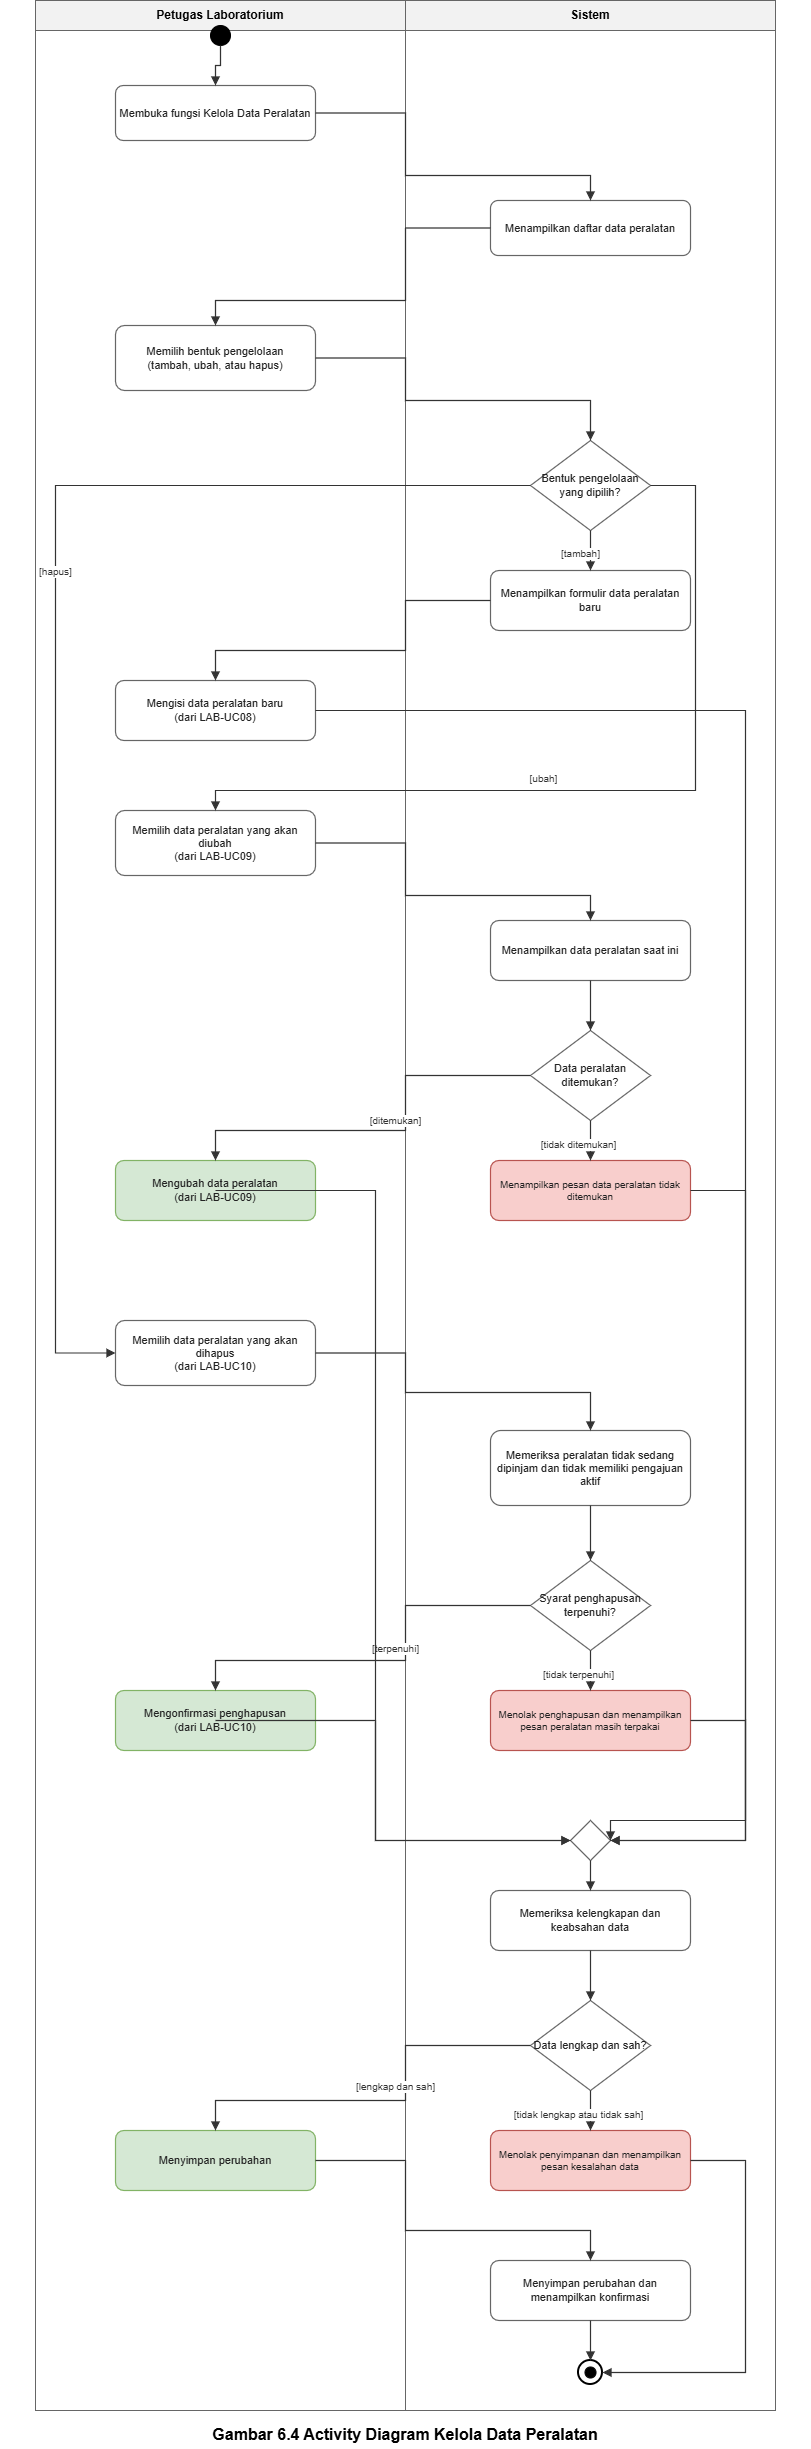 Petugas Laboratorium
Sistem
Membuka fungsi Kelola Data Peralatan
Menampilkan daftar data peralatan
Memilih bentuk pengelolaan
(tambah, ubah, atau hapus)
Bentuk pengelolaan
yang dipilih?
[tambah]
[hapus]
Menampilkan formulir data peralatan
baru
Mengisi data peralatan baru
(dari LAB-UC08)
[ubah]
Memilih data peralatan yang akan
diubah
(dari LAB-UC09)
Menampilkan data peralatan saat ini
Data peralatan
ditemukan?
[ditemukan]
[tidak ditemukan]
Mengubah data peralatan
(dari LAB-UC09)
Menampilkan pesan data peralatan tidak
ditemukan
Memilih data peralatan yang akan
dihapus
(dari LAB-UC10)
Memeriksa peralatan tidak sedang
dipinjam dan tidak memiliki pengajuan
aktif
Syarat penghapusan
terpenuhi?
[terpenuhi]
[tidak terpenuhi]
Mengonfirmasi penghapusan
(dari LAB-UC10)
Menolak penghapusan dan menampilkan
pesan peralatan masih terpakai
Memeriksa kelengkapan dan
keabsahan data
Data lengkap dan sah?
[lengkap dan sah]
[tidak lengkap atau tidak sah]
Menyimpan perubahan
Menolak penyimpanan dan menampilkan
pesan kesalahan data
Menyimpan perubahan dan
menampilkan konfirmasi
Gambar 6.4 Activity Diagram Kelola Data Peralatan